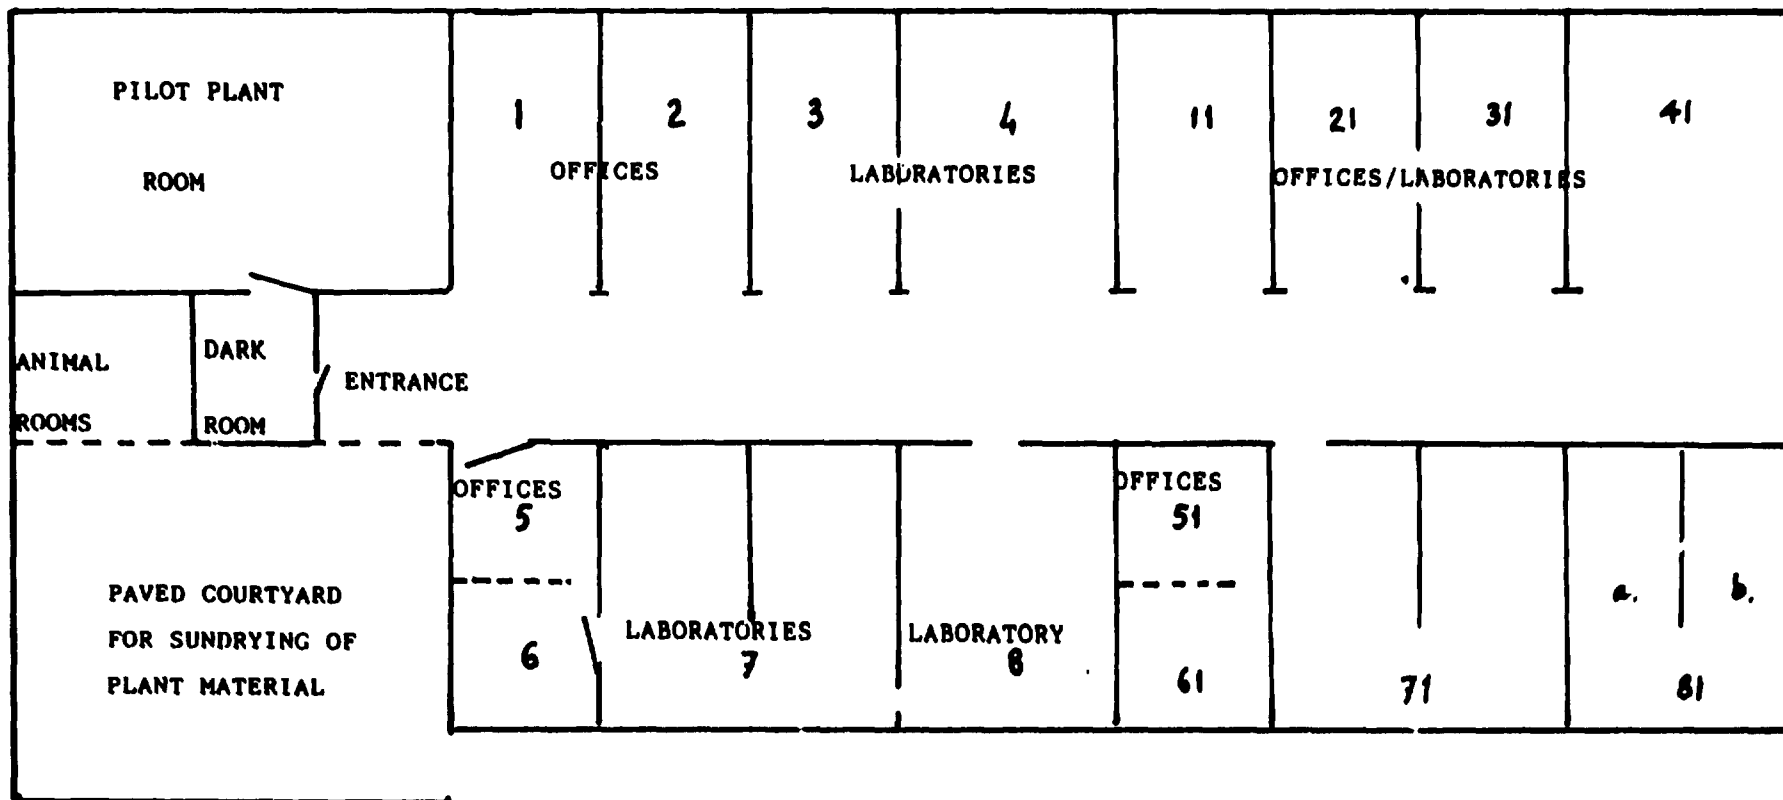 PILOT PLANT
ROOM
1 2 3 4 11 21 31 41
OFFICES LABORATORIES OFFICES/LABORATORIES
ANIMAL
ROOMS
DARK
ROOM
ENTRANCE
OFFICES
5
6
LABORATORIES
7
LABORATORY
8
OFFICES
51
61
71
a. b.
81
PAVED COURTYARD
FOR SUNDRYING OF
PLANT MATERIAL